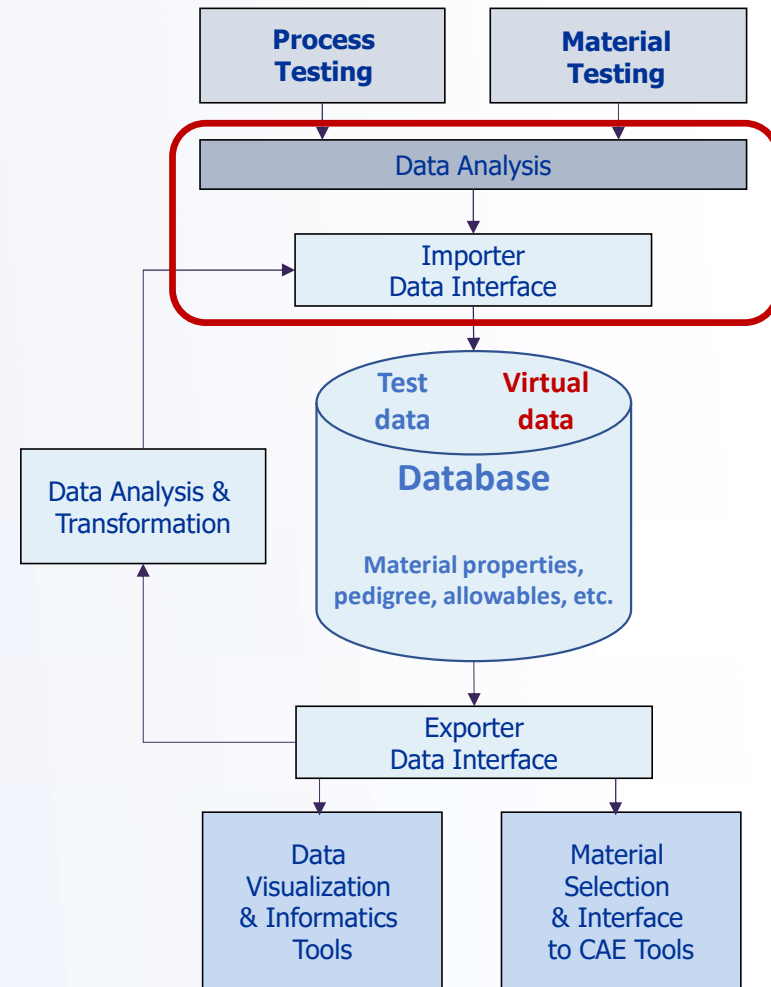 Process
Testing
Material
Testing
Data Analysis
Importer
Data Interface
Test
data
Virtual
data
Database
Material properties,
pedigree, allowables, etc.
Data Analysis &
Transformation
Exporter
Data Interface
Data
Visualization
& Informatics
Tools
Material
Selection
& Interface
to CAE Tools